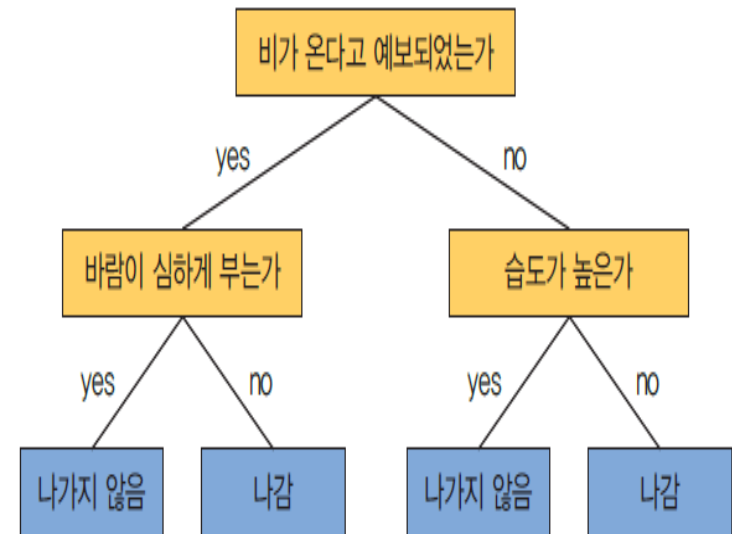 비가 온다고 예보되었는가
yes
no
바람이 심하게 부는가
습도가 높은가
yes
no
yes
no
나가지 않음
나감
나가지 않음
나감